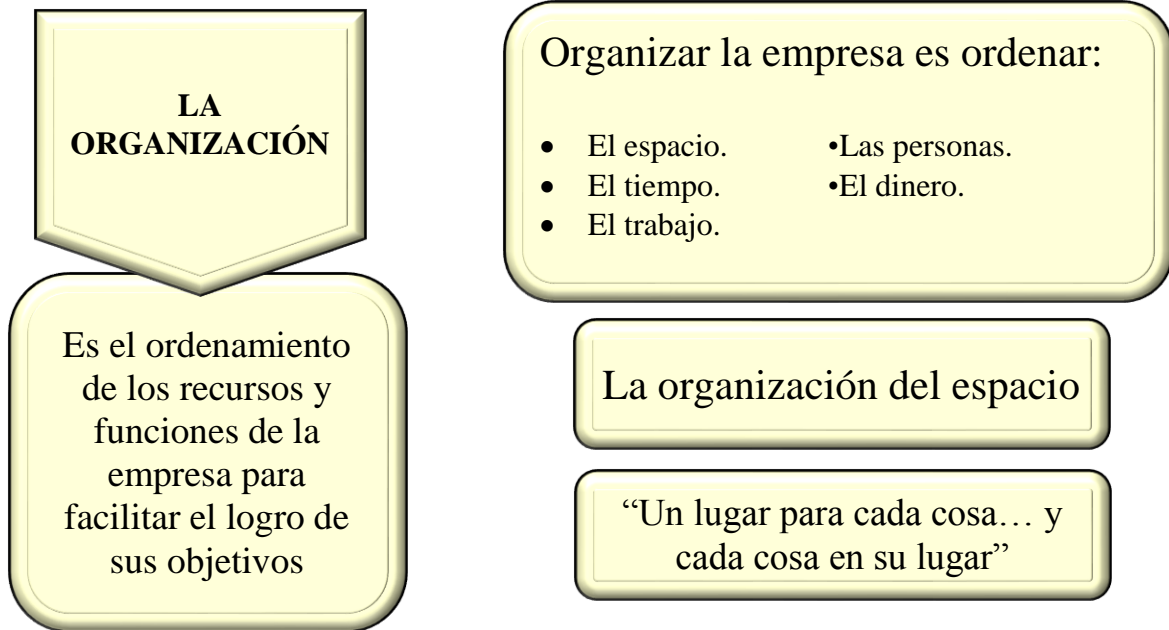 LA
ORGANIZACIÓN
Es el ordenamiento
de los recursos y
funciones de la
empresa para
facilitar el logro de
sus objetivos
Organizar la empresa es ordenar:
• El espacio. •Las personas.
• El tiempo. •El dinero.
• El trabajo.
La organización del espacio
“Un lugar para cada cosa… y
cada cosa en su lugar”